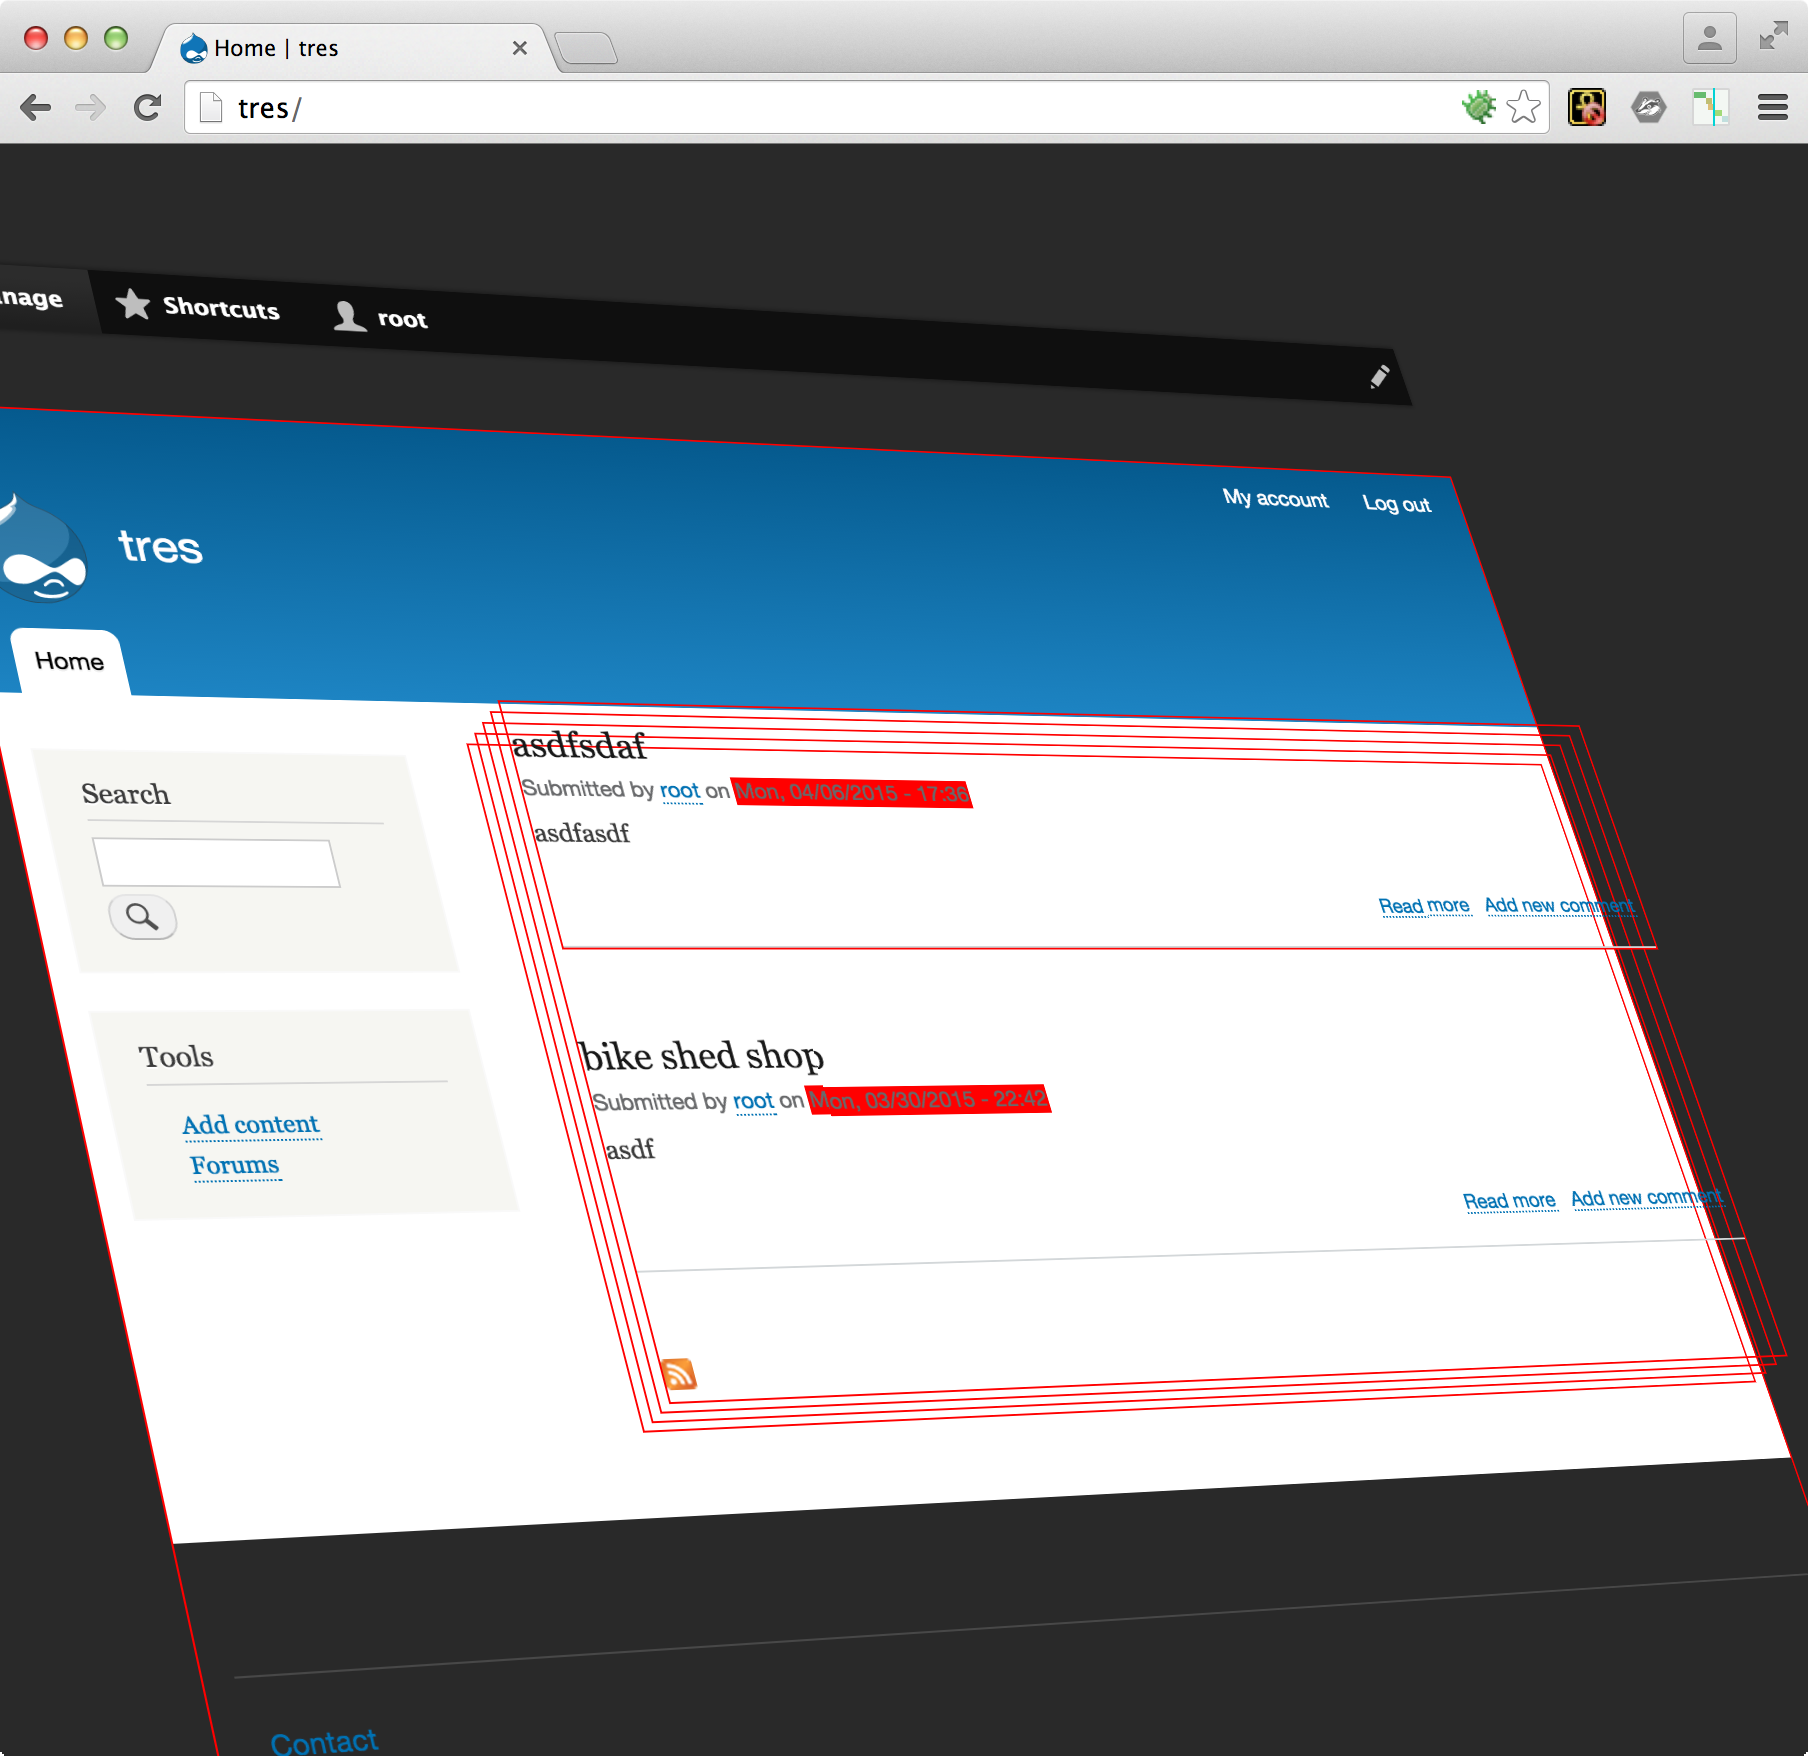 Home | tres
tres/
nage
Shortcuts
root
My account
Log out
tres
Home
Search
Tools
Add content
Forums
asdfsdaf
Submitted by root on Mon, 04/06/2015 - 17:36
asdfasdf
Read more
Add new comment
bike shed shop
Submitted by root on Mon, 03/30/2015 - 22:42
asdf
Read more
Add new comment
Contact